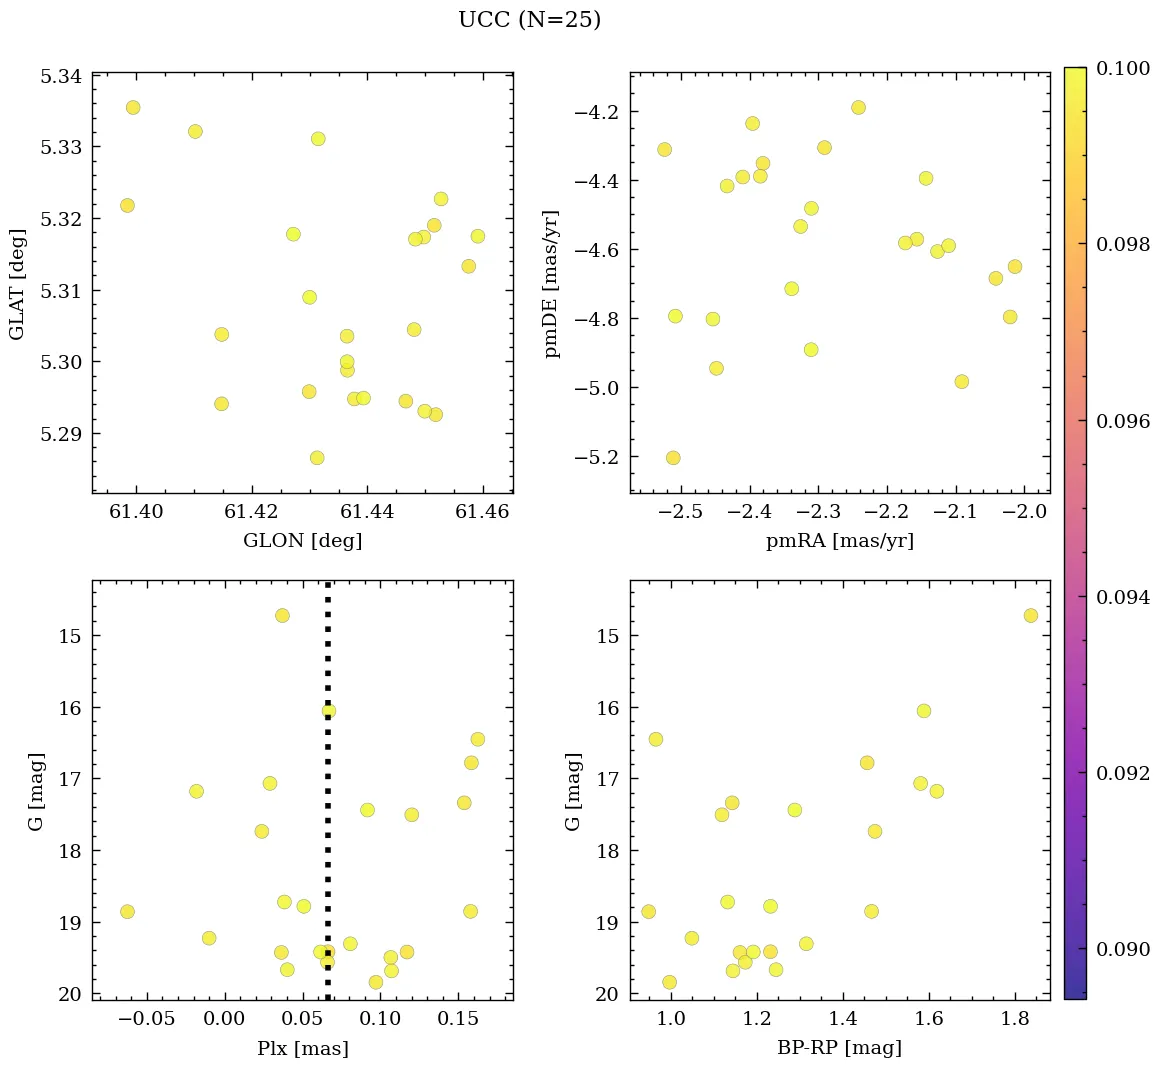 UCC (N=25)
5.34
5.33
5.32
5.31
5.30
5.29
GLAT [deg]
61.40 61.42 61.44 61.46
GLON [deg]
−4.2
−4.4
−4.6
−4.8
−5.0
−5.2
pmDE [mas/yr]
−2.5 −2.4 −2.3 −2.2 −2.1 −2.0
pmRA [mas/yr]
0.100
0.098
0.096
0.094
0.092
0.090
15
16
17
18
19
20
G [mag]
−0.05 0.00 0.05 0.10 0.15
Plx [mas]
15
16
17
18
19
20
G [mag]
1.0 1.2 1.4 1.6 1.8
BP-RP [mag]